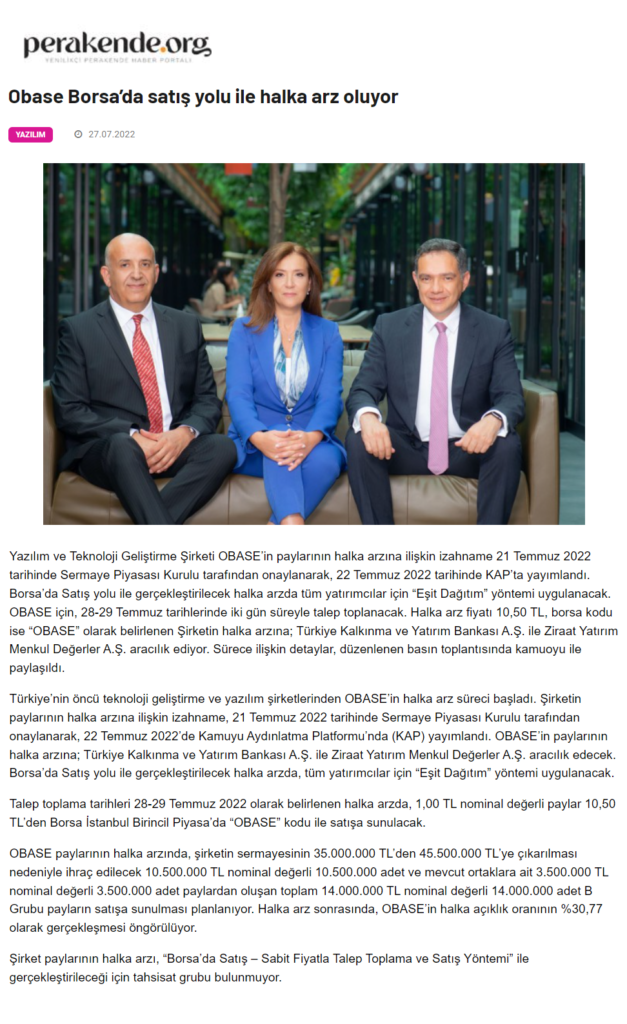 perakende.org
YENİLİKÇİ PERAKENDE HABER PORTALI
Obase Borsa’da satış yolu ile halka arz oluyor
YAZILIM
27.07.2022
Yazılım ve Teknoloji Geliştirme Şirketi OBASE’in paylarının halka arzına ilişkin izahname 21 Temmuz 2022
tarihinde Sermaye Piyasası Kurulu tarafından onaylanarak, 22 Temmuz 2022 tarihinde KAP’ta yayımlandı.
Borsa’da Satış yolu ile gerçekleştirilecek halka arzda tüm yatırımcılar için “Eşit Dağıtım” yöntemi uygulanacak.
OBASE için, 28-29 Temmuz tarihlerinde iki gün süreyle talep toplanacak. Halka arz fiyatı 10,50 TL, borsa kodu
ise “OBASE” olarak belirlenen Şirketin halka arzına; Türkiye Kalkınma ve Yatırım Bankası A.Ş. ile Ziraat Yatırım
Menkul Değerler A.Ş. aracılık ediyor. Sürece ilişkin detaylar, düzenlenen basın toplantısında kamuoyu ile
paylaşıldı.
Türkiye’nin öncü teknoloji geliştirme ve yazılım şirketlerinden OBASE’in halka arz süreci başladı. Şirketin
paylarının halka arzına ilişkin izahname, 21 Temmuz 2022 tarihinde Sermaye Piyasası Kurulu tarafından
onaylanarak, 22 Temmuz 2022’de Kamuyu Aydınlatma Platformu’nda (KAP) yayımlandı. OBASE’in paylarının
halka arzına; Türkiye Kalkınma ve Yatırım Bankası A.Ş. ile Ziraat Yatırım Menkul Değerler A.Ş. aracılık edecek.
Borsa’da Satış yolu ile gerçekleştirilecek halka arzda, tüm yatırımcılar için “Eşit Dağıtım” yöntemi uygulanacak.
Talep toplama tarihleri 28-29 Temmuz 2022 olarak belirlenen halka arzda, 1,00 TL nominal değerli paylar 10,50
TL’den Borsa İstanbul Birincil Piyasa’da “OBASE” kodu ile satışa sunulacak.
OBASE paylarının halka arzında, şirketin sermayesinin 35.000.000 TL’den 45.500.000 TL’ye çıkarılması
nedeniyle ihraç edilecek 10.500.000 TL nominal değerli 10.500.000 adet ve mevcut ortaklara ait 3.500.000 TL
nominal değerli 3.500.000 adet paylardan oluşan toplam 14.000.000 TL nominal değerli 14.000.000 adet B
Grubu payların satışa sunulması planlanıyor. Halka arz sonrasında, OBASE’in halka açıklık oranının %30,77
olarak gerçekleşmesi öngörülüyor.
Şirket paylarının halka arzı, “Borsa’da Satış – Sabit Fiyatla Talep Toplama ve Satış Yöntemi” ile
gerçekleştirileceği için tahsisat grubu bulunmuyor.